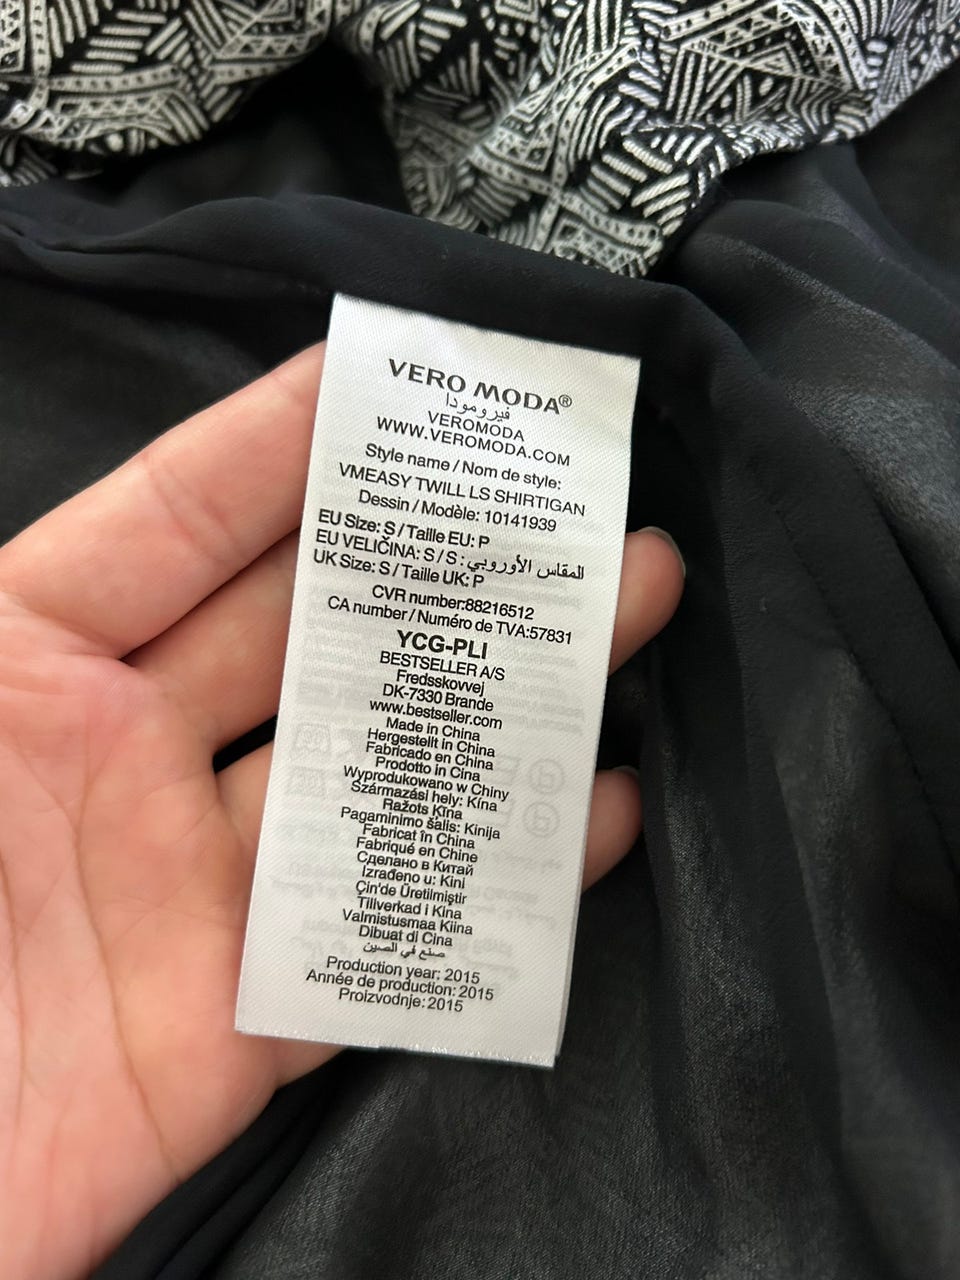 VERO MODA®
فيرومودا
VEROMODA
WWW.VEROMODA.COM
Style name / Nom de style:
VMEASY TWILL LS SHIRTIGAN
Dessin / Modèle: 10141939
EU Size: S / Taille EU: P
EU VELIČINA: S / S : المقاس الأوروبي
UK Size: S / Taille UK: P
CVR number:88216512
CA number / Numéro de TVA:57831
YCG-PLI
BESTSELLER A/S
Fredsskovvej
DK-7330 Brande
www.bestseller.com
Made in China
Hergestellt in China
Fabricado en China
Prodotto in Cina
Wyprodukowano w Chiny
Származási hely: Kína
Ražots Ķīna
Pagaminimo šalis: Kinija
Fabricat în China
Fabriqué en Chine
Сделано в Китай
Izrađeno u: Kini
Çin'de Üretilmiştir
Tillverkad i Kina
Valmistusmaa Kiina
Dibuat di Cina
صنع في الصين
Production year: 2015
Année de production: 2015
Proizvodnje: 2015